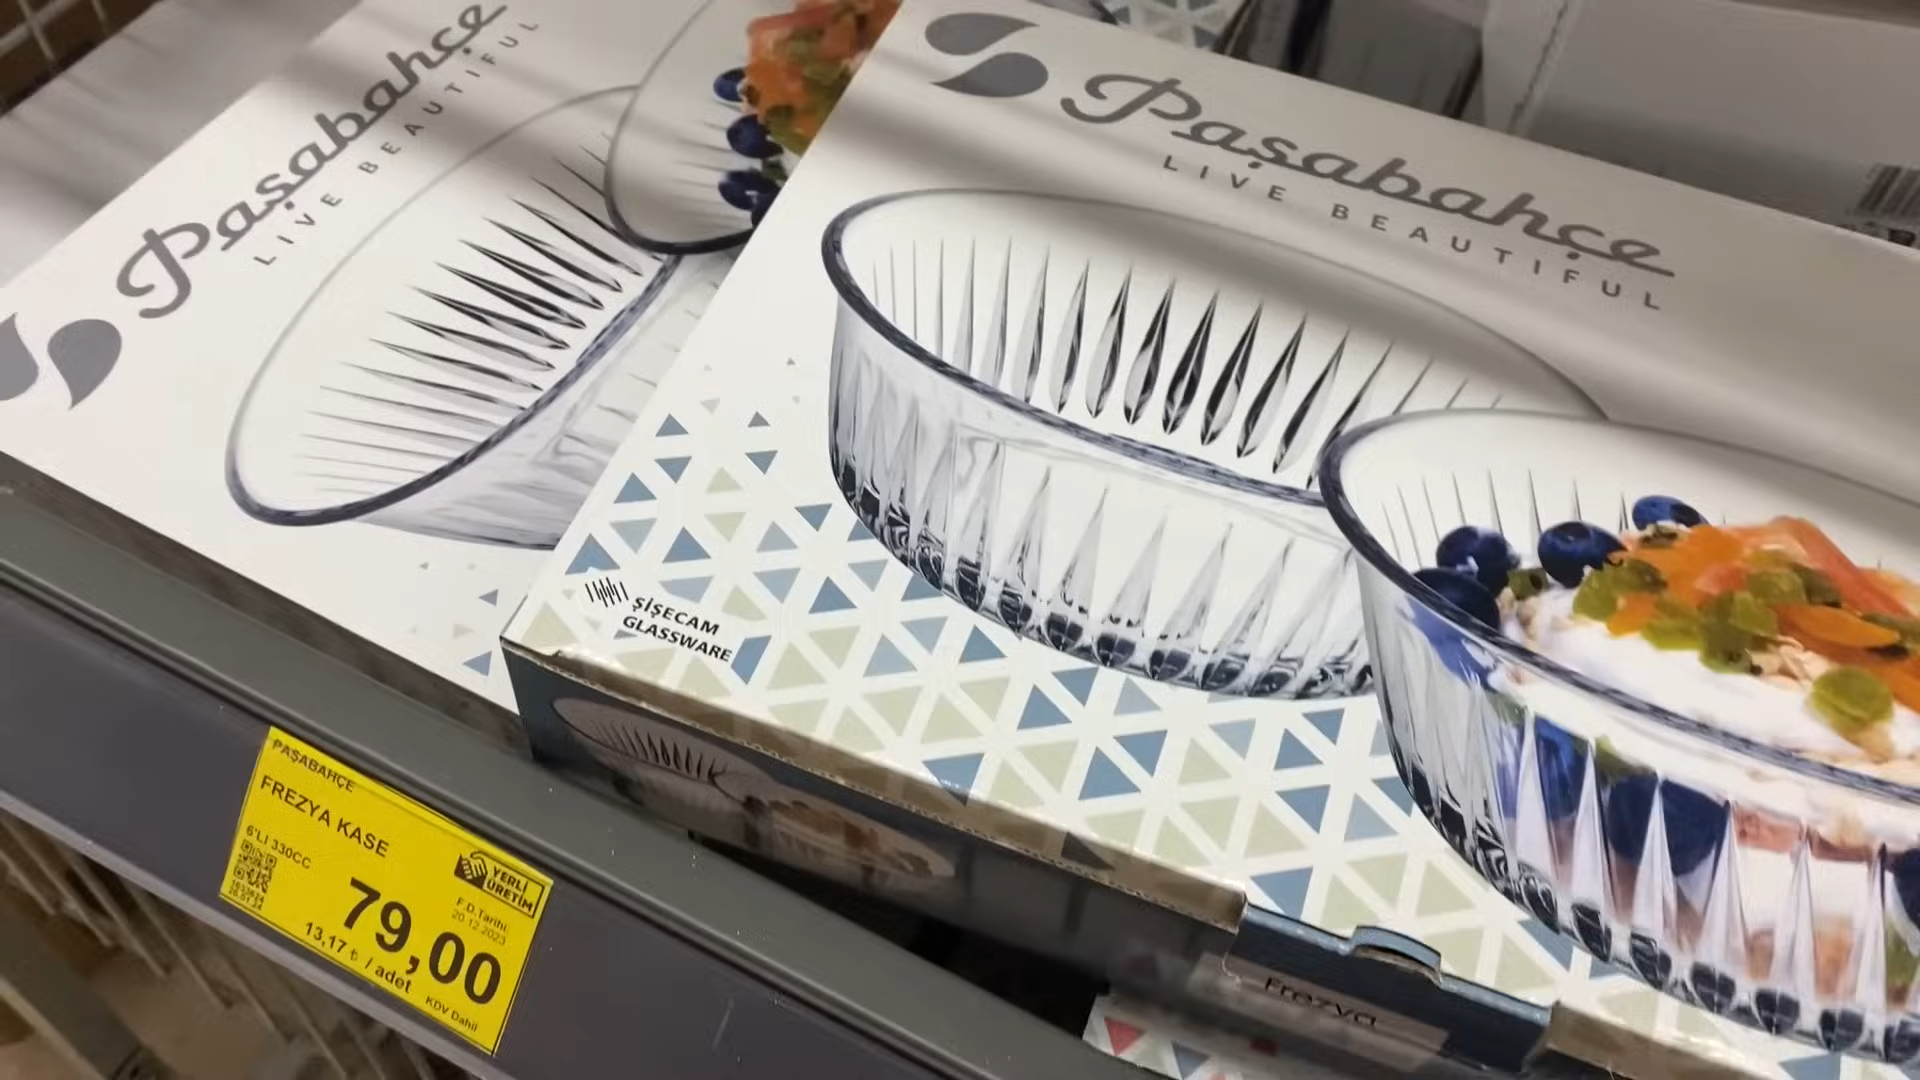 Paşabahçe
LIVE BEAUTIFUL
Paşabahçe
LIVE BEAUTIFUL
ŞİŞECAM
GLASSWARE
PAŞABAHÇE
FREZYA KASE
6'LI 330CC
YERLİ
ÜRETİM
F.D.Tarihi
20.12.2023
79,00
13,17 ₺ / adet
KDV Dahil
Frezya